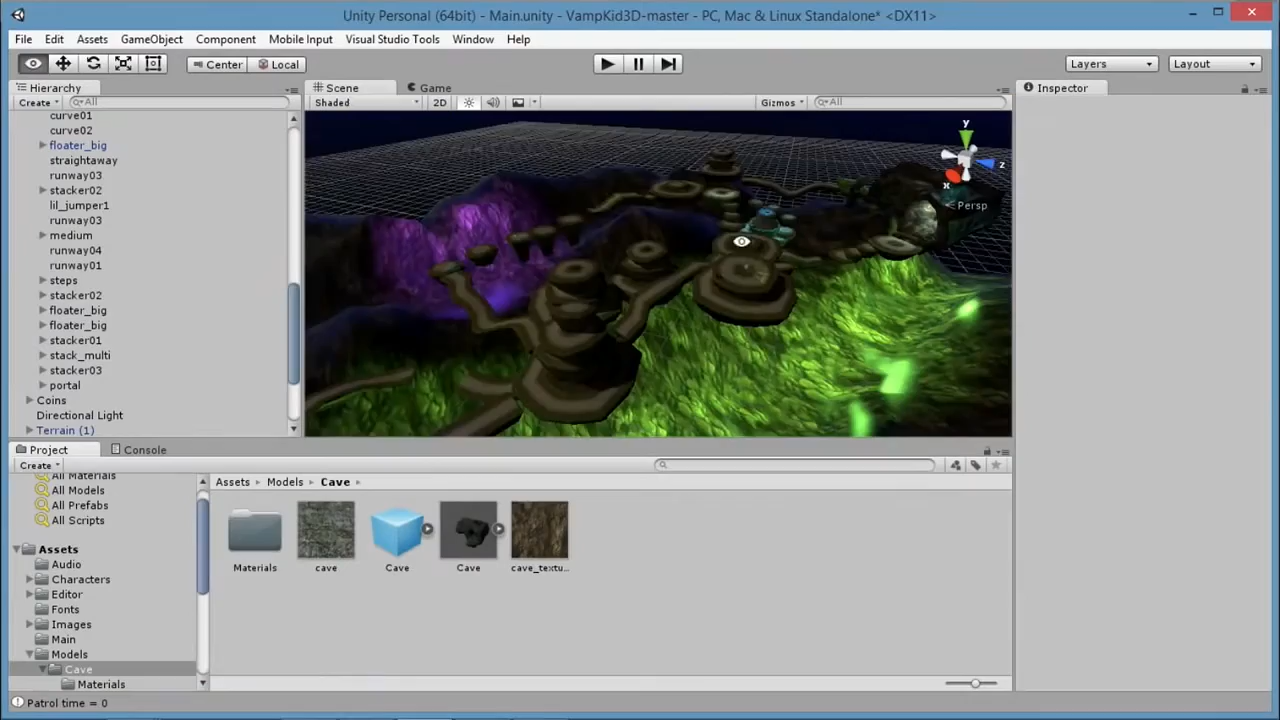 Unity Personal (64bit) - Main.unity - VampKid3D-master - PC, Mac & Linux Standalone* <DX11>
File Edit Assets GameObject Component Mobile Input Visual Studio Tools Window Help
Center Local Layers Layout
Hierarchy Scene Game Inspector
Create All Shaded 2D Gizmos All
curve01
curve02
floater_big
straightaway
runway03
stacker02
lil_jumper1
runway03
medium
runway04
runway01
steps
stacker02
floater_big
floater_big
stacker01
stack_multi
stacker03
portal
Coins
Directional Light
Terrain (1)
y
z
x
Persp
Project Console
Create
All Materials
All Models
All Prefabs
All Scripts
Assets
Audio
Characters
Editor
Fonts
Images
Main
Models
Cave
Materials
Assets Models Cave
Materials cave Cave Cave cave_textu...
Patrol time = 0